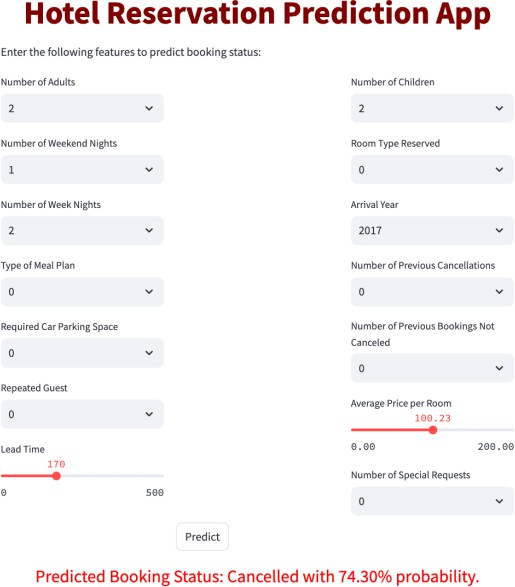 Hotel Reservation Prediction App
Enter the following features to predict booking status:
Number of Adults
2
Number of Weekend Nights
1
Number of Week Nights
2
Type of Meal Plan
0
Required Car Parking Space
0
Repeated Guest
0
Lead Time
170
0 500
Number of Children
2
Room Type Reserved
0
Arrival Year
2017
Number of Previous Cancellations
0
Number of Previous Bookings Not
Canceled
0
Average Price per Room
100.23
0.00 200.00
Number of Special Requests
0
Predict
Predicted Booking Status: Cancelled with 74.30% probability.